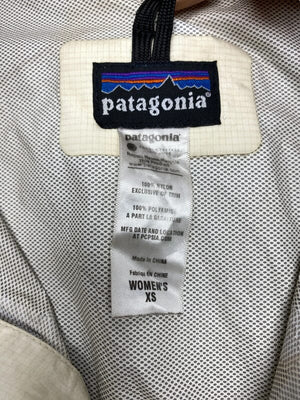 patagonia
patagonia
100% NYLON
EXCLUSIVE OF TRIM
100% POLYAMIDE
À PART LA GARNITURE
MFG DATE AND LOCATION
AT PCPSIA.COM
Made in CHINA
Fabriqué EN CHINE
WOMEN'S
XS